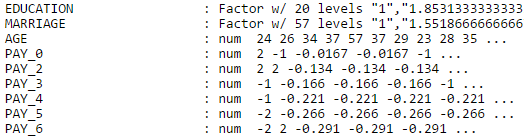 EDUCATION : Factor w/ 20 levels "1","1.8531333333333
MARRIAGE : Factor w/ 57 levels "1","1.5518666666666
AGE : num 24 26 34 37 57 37 29 23 28 35 ...
PAY_0 : num 2 -1 -0.0167 -0.0167 -1 ...
PAY_2 : num 2 2 -0.134 -0.134 -0.134 ...
PAY_3 : num -1 -0.166 -0.166 -0.166 -1 ...
PAY_4 : num -1 -0.221 -0.221 -0.221 -0.221 ...
PAY_5 : num -2 -0.266 -0.266 -0.266 -0.266 ...
PAY_6 : num -2 2 -0.291 -0.291 -0.291 ...